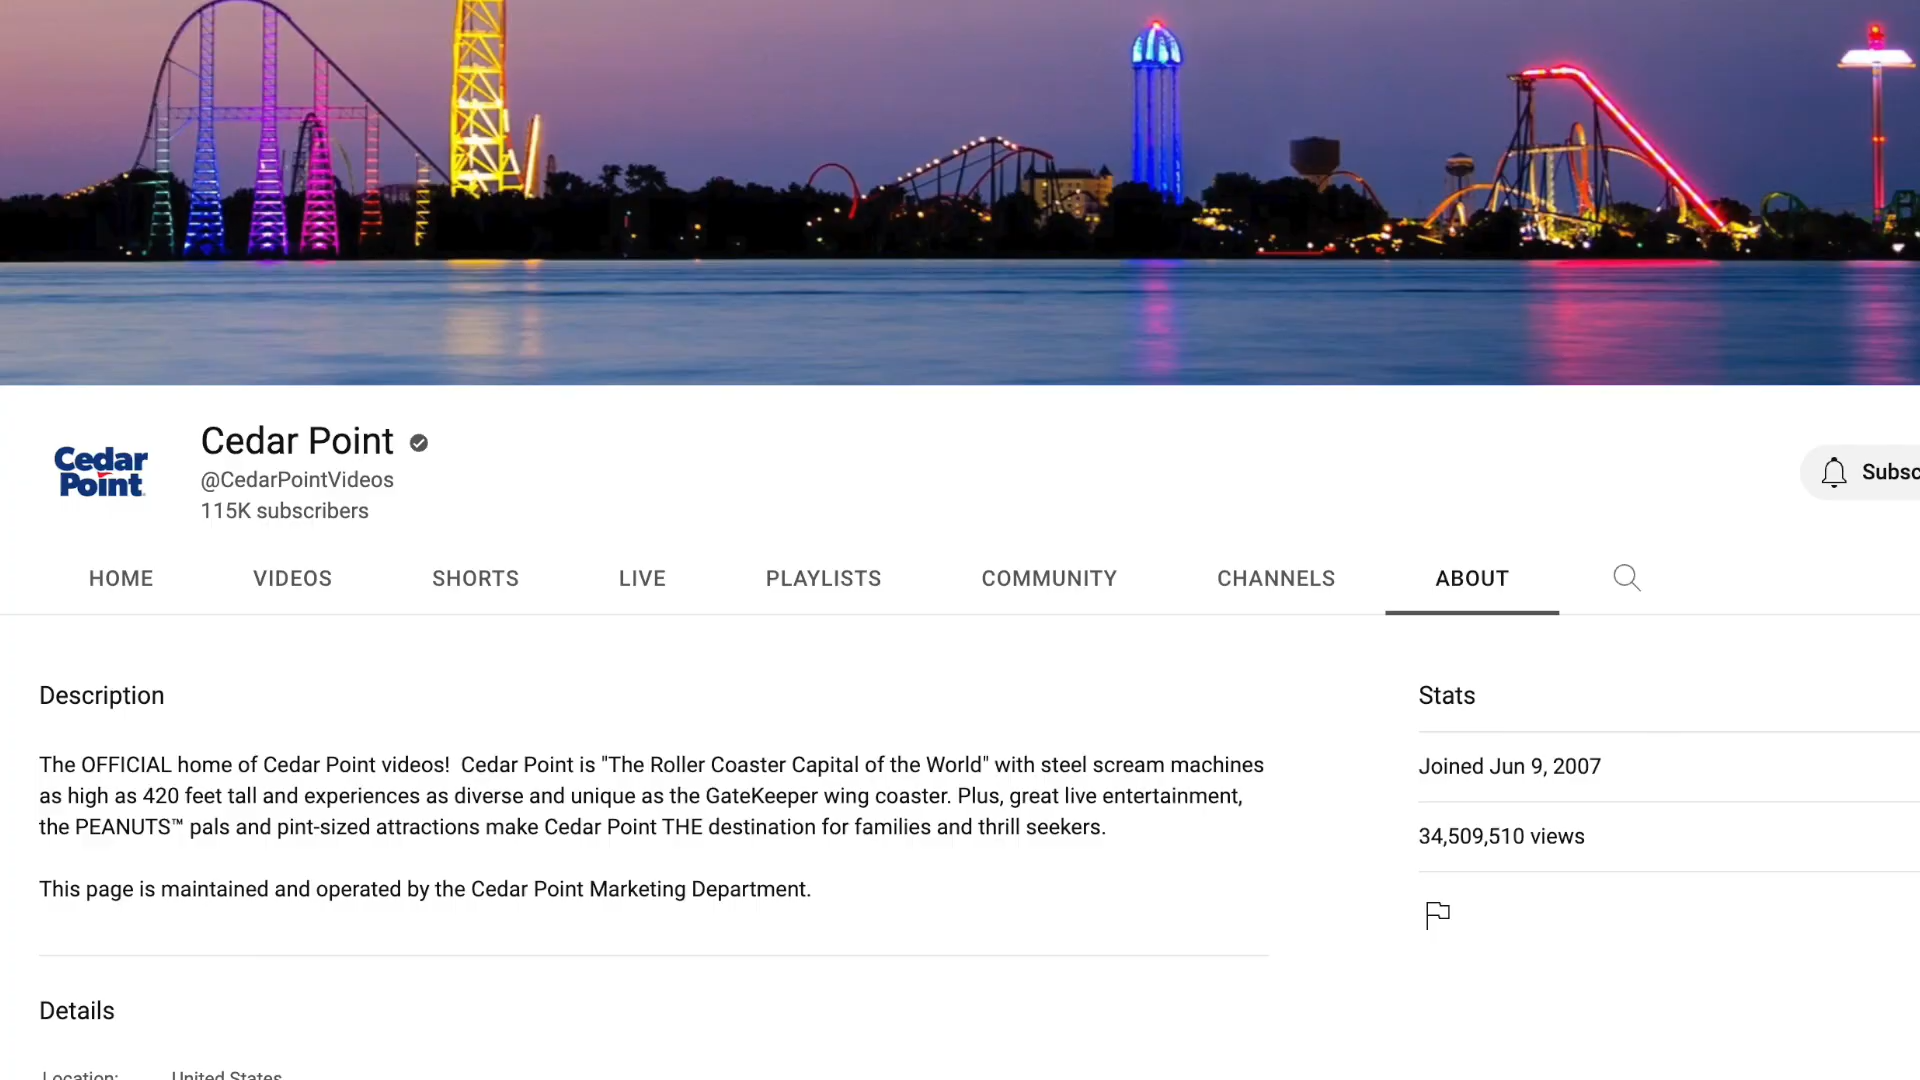 Cedar Point
Cedar Point
@CedarPointVideos
115K subscribers
Subsc
HOME VIDEOS SHORTS LIVE PLAYLISTS COMMUNITY CHANNELS ABOUT
Description
The OFFICIAL home of Cedar Point videos!  Cedar Point is "The Roller Coaster Capital of the World" with steel scream machines
as high as 420 feet tall and experiences as diverse and unique as the GateKeeper wing coaster. Plus, great live entertainment,
the PEANUTS™ pals and pint-sized attractions make Cedar Point THE destination for families and thrill seekers.
This page is maintained and operated by the Cedar Point Marketing Department.
Stats
Joined Jun 9, 2007
34,509,510 views
Details
Location: United States